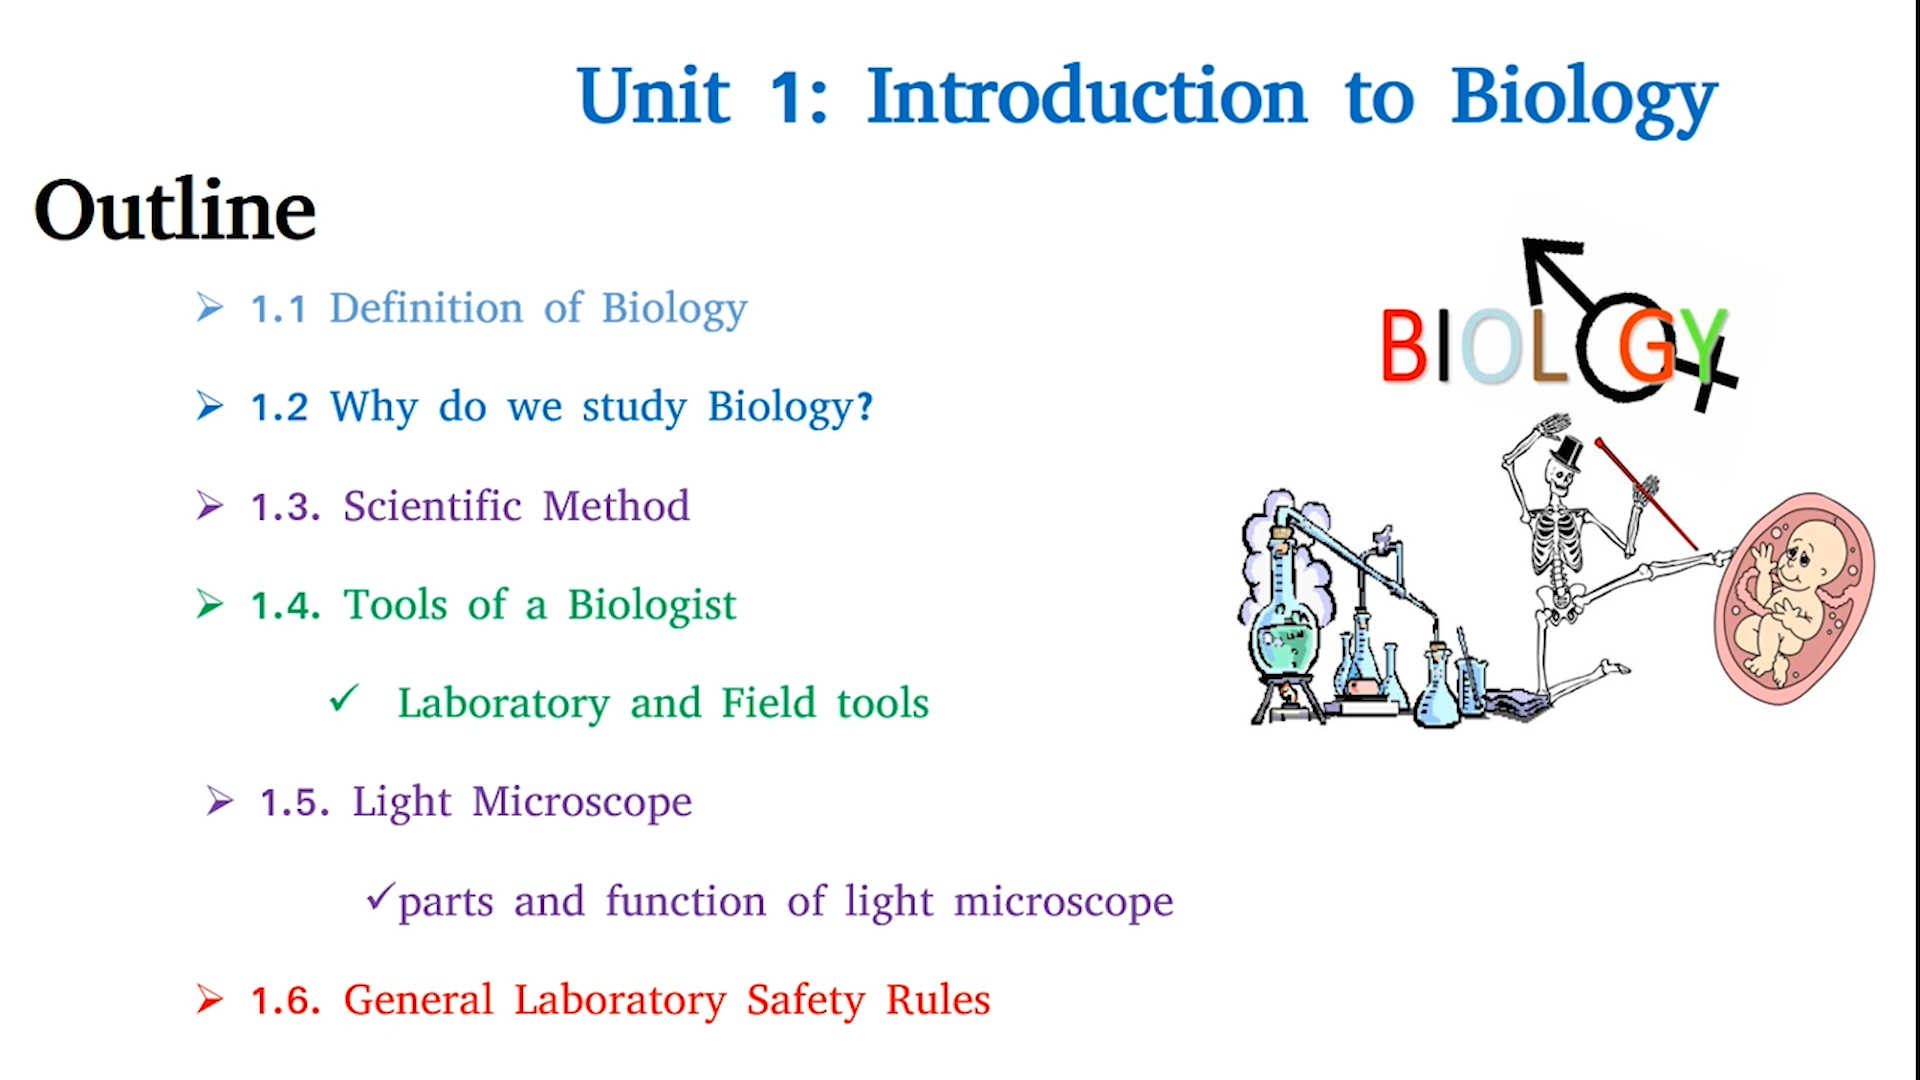 Unit 1: Introduction to Biology
Outline
➢ 1.1 Definition of Biology
➢ 1.2 Why do we study Biology?
➢ 1.3. Scientific Method
➢ 1.4. Tools of a Biologist
✓ Laboratory and Field tools
➢ 1.5. Light Microscope
✓parts and function of light microscope
➢ 1.6. General Laboratory Safety Rules
BIOLOGY